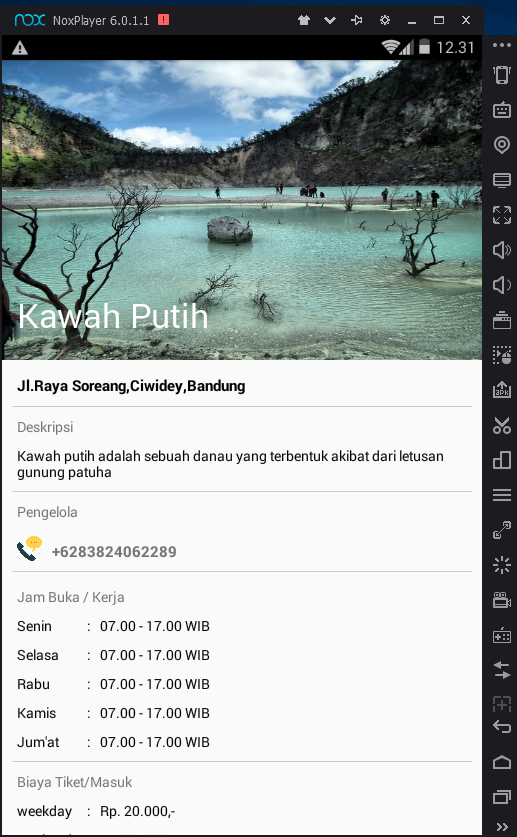 nox NoxPlayer 6.0.1.1
12.31
Kawah Putih
Jl.Raya Soreang,Ciwidey,Bandung
Deskripsi
Kawah putih adalah sebuah danau yang terbentuk akibat dari letusan
gunung patuha
Pengelola
+6283824062289
Jam Buka / Kerja
Senin : 07.00 - 17.00 WIB
Selasa : 07.00 - 17.00 WIB
Rabu : 07.00 - 17.00 WIB
Kamis : 07.00 - 17.00 WIB
Jum'at : 07.00 - 17.00 WIB
Biaya Tiket/Masuk
weekday : Rp. 20.000,-